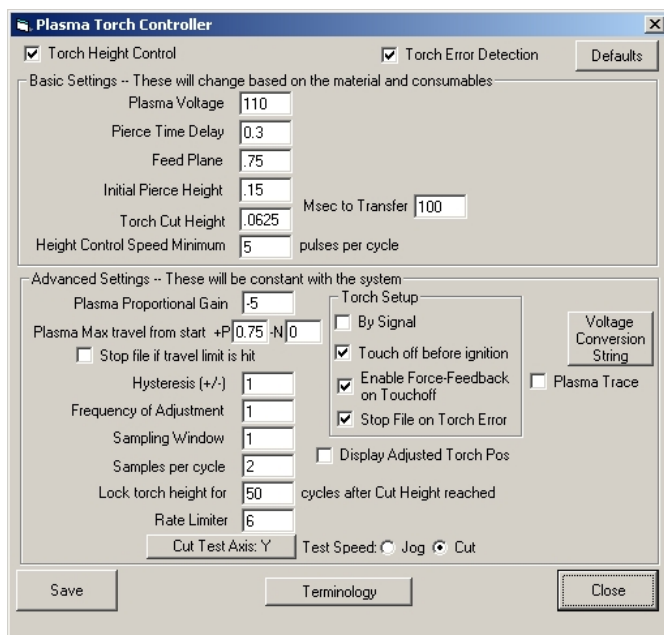 Plasma Torch Controller
Torch Height Control
Torch Error Detection
Defaults
Basic Settings -- These will change based on the material and consumables
Plasma Voltage 110
Pierce Time Delay 0.3
Feed Plane .75
Initial Pierce Height .15
Msec to Transfer 100
Torch Cut Height .0625
Height Control Speed Minimum 5 pulses per cycle
Advanced Settings -- These will be constant with the system
Plasma Proportional Gain -5
Plasma Max travel from start +P 0.75 -N 0
Stop file if travel limit is hit
Hysteresis (+/-) 1
Frequency of Adjustment 1
Sampling Window 1
Samples per cycle 2
Lock torch height for 50 cycles after Cut Height reached
Rate Limiter 6
Torch Setup
By Signal
Touch off before ignition
Enable Force-Feedback
on Touchoff
Stop File on Torch Error
Voltage
Conversion
String
Plasma Trace
Display Adjusted Torch Pos
Cut Test Axis: Y
Test Speed: Jog Cut
Save
Terminology
Close